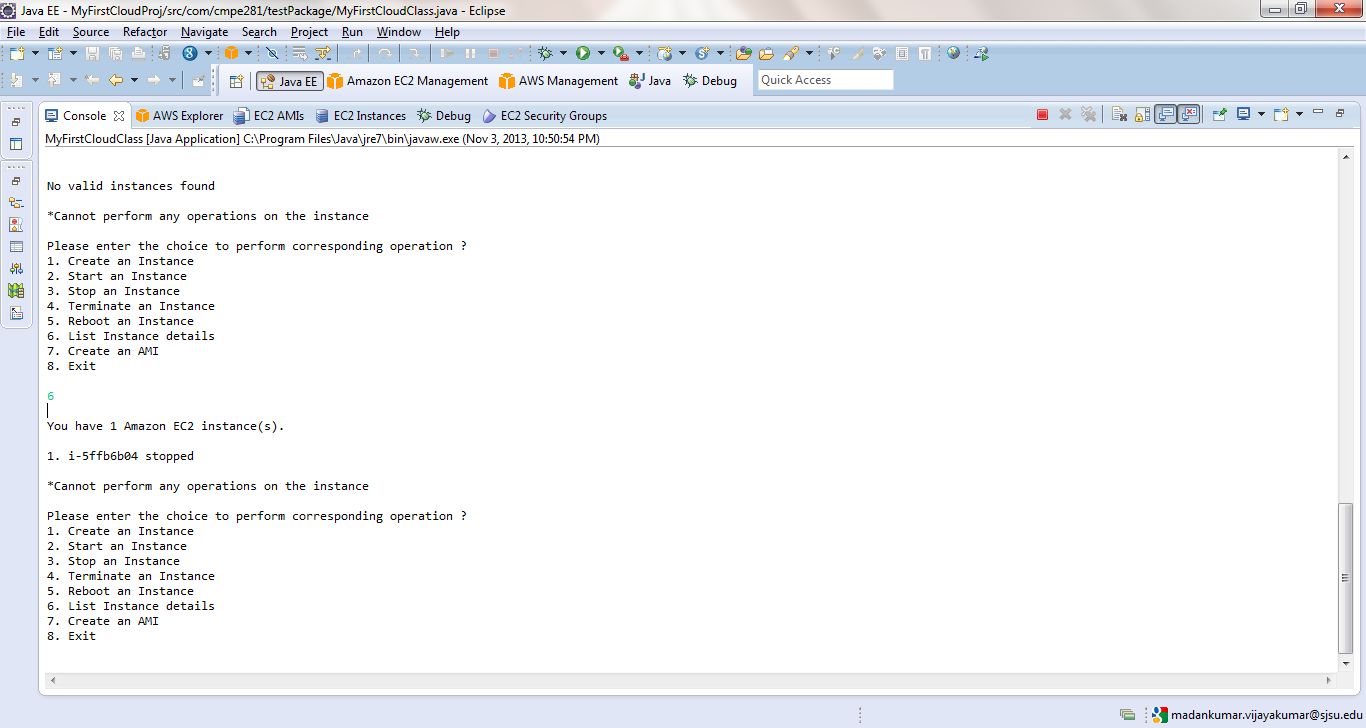 Java EE - MyFirstCloudProj/src/com/cmpe281/testPackage/MyFirstCloudClass.java - Eclipse
File Edit Source Refactor Navigate Search Project Run Window Help
Java EE Amazon EC2 Management AWS Management Java Debug Quick Access
Console AWS Explorer EC2 AMIs EC2 Instances Debug EC2 Security Groups
MyFirstCloudClass [Java Application] C:\Program Files\Java\jre7\bin\javaw.exe (Nov 3, 2013, 10:50:54 PM)
No valid instances found
*Cannot perform any operations on the instance
Please enter the choice to perform corresponding operation ?
1. Create an Instance
2. Start an Instance
3. Stop an Instance
4. Terminate an Instance
5. Reboot an Instance
6. List Instance details
7. Create an AMI
8. Exit
6
You have 1 Amazon EC2 instance(s).
1. i-5ffb6b04 stopped
*Cannot perform any operations on the instance
Please enter the choice to perform corresponding operation ?
1. Create an Instance
2. Start an Instance
3. Stop an Instance
4. Terminate an Instance
5. Reboot an Instance
6. List Instance details
7. Create an AMI
8. Exit
madankumar.vijayakumar@sjsu.edu